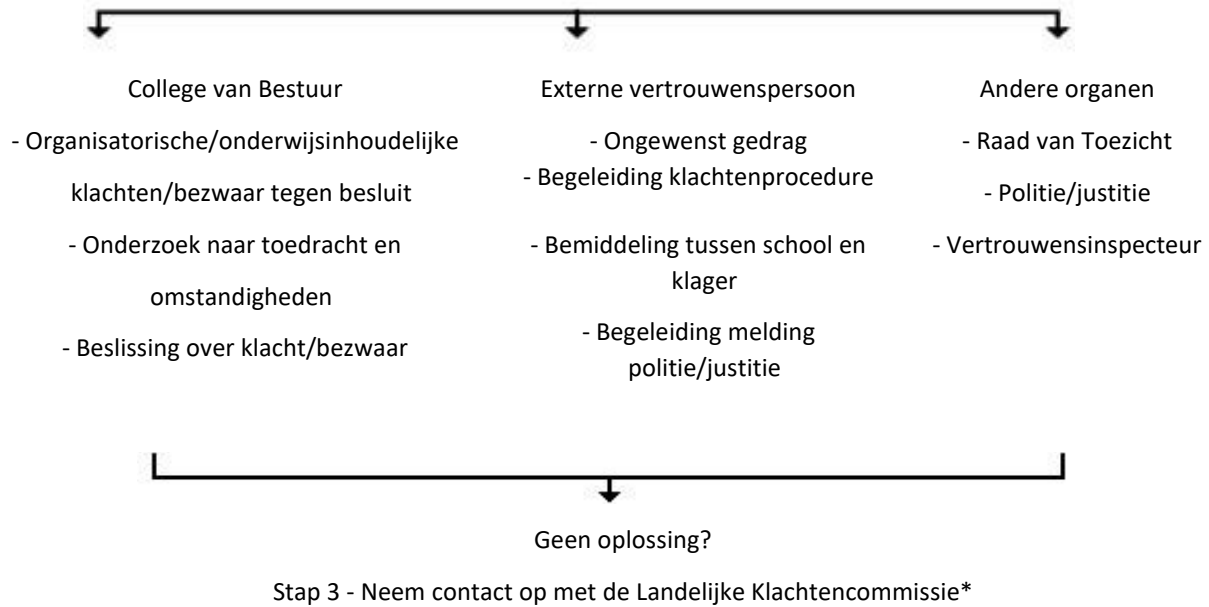 College van Bestuur
- Organisatorische/onderwijsinhoudelijke
klachten/bezwaar tegen besluit
- Onderzoek naar toedracht en
omstandigheden
- Beslissing over klacht/bezwaar
Externe vertrouwenspersoon
- Ongewenst gedrag
- Begeleiding klachtenprocedure
- Bemiddeling tussen school en
klager
- Begeleiding melding
politie/justitie
Andere organen
- Raad van Toezicht
- Politie/justitie
- Vertrouwensinspecteur
Geen oplossing?
Stap 3 - Neem contact op met de Landelijke Klachtencommissie*